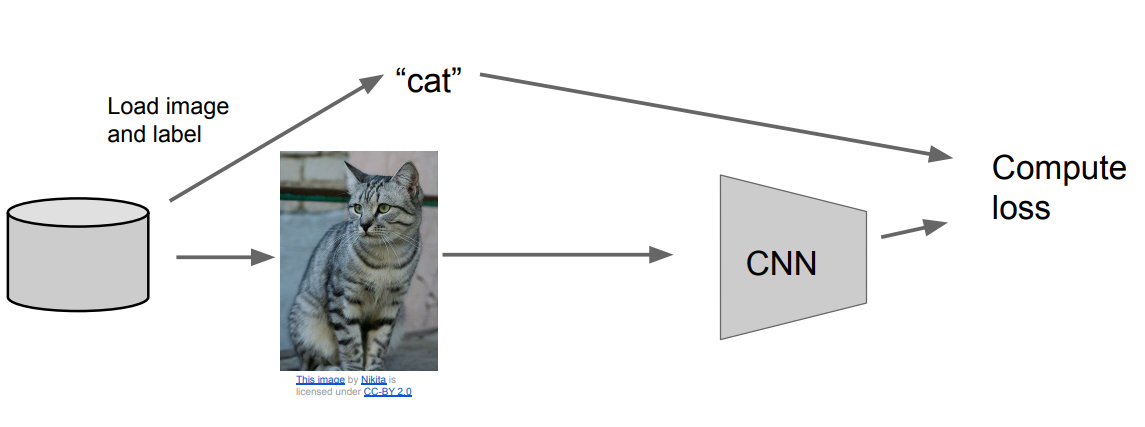 “cat”
Load image
and label
Compute
loss
CNN
This image by Nikita is
licensed under CC-BY 2.0